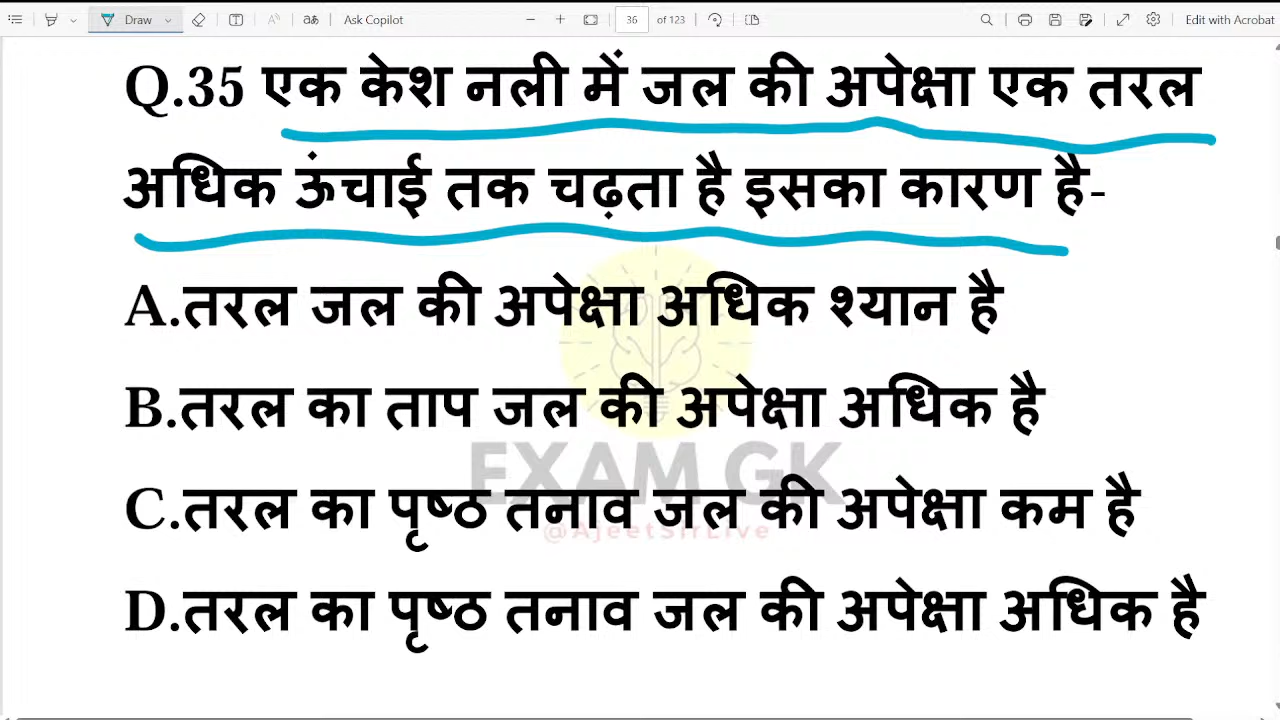 Draw
Ask Copilot
36 of 123
Edit with Acrobat
Q.35 एक केश नली में जल की अपेक्षा एक तरल
अधिक ऊंचाई तक चढ़ता है इसका कारण है-
A.तरल जल की अपेक्षा अधिक श्यान है
B.तरल का ताप जल की अपेक्षा अधिक है
EXAM GK
C.तरल का पृष्ठ तनाव जल की अपेक्षा कम है
@AjeetSirLive
D.तरल का पृष्ठ तनाव जल की अपेक्षा अधिक है